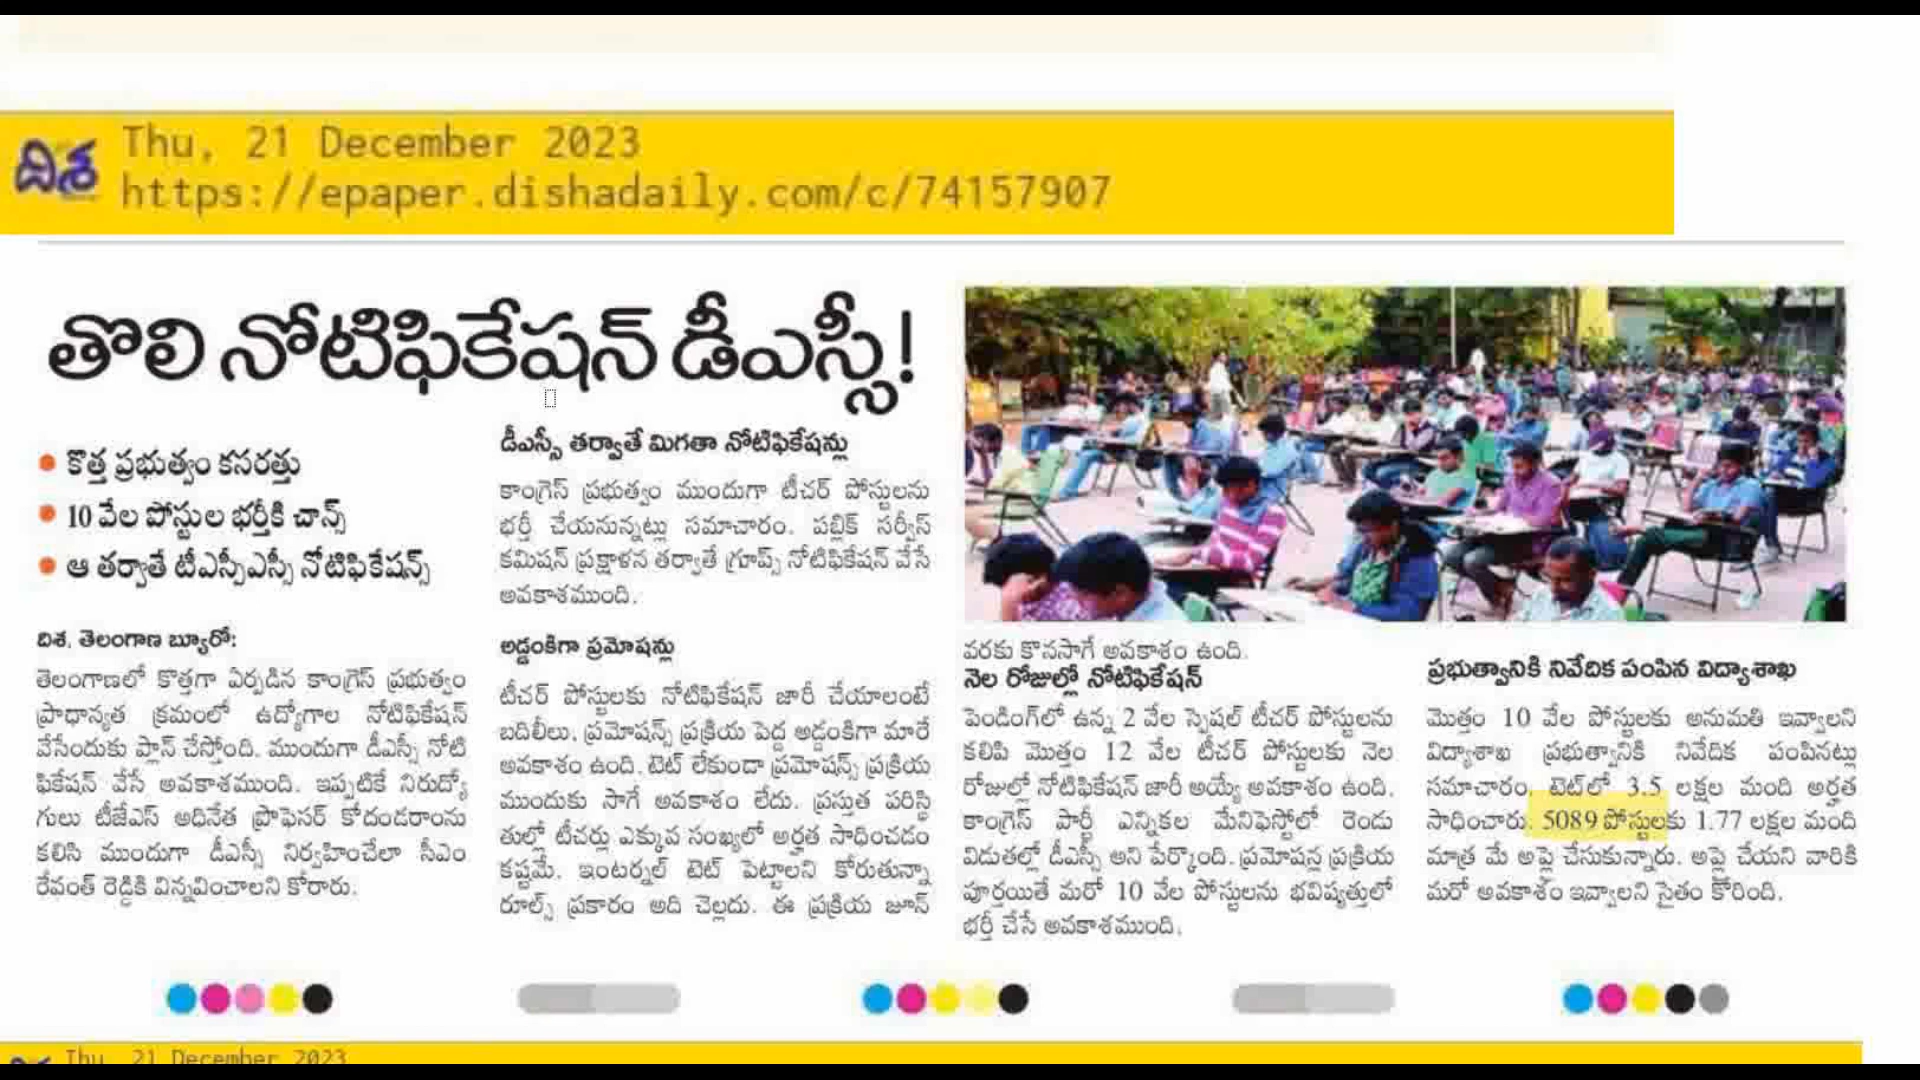 దిశ
Thu, 21 December 2023
https://epaper.dishadaily.com/c/74157907
తొలి నోటిఫికేషన్ డీఎస్సీ!
కొత్త ప్రభుత్వం కసరత్తు
10 వేల పోస్టుల భర్తీకి చాన్స్
ఆ తర్వాతే టీఎస్పీఎస్సీ నోటిఫికేషన్స్
దిశ, తెలంగాణ బ్యూరో:
తెలంగాణలో కొత్తగా ఏర్పడిన కాంగ్రెస్ ప్రభుత్వం
ప్రాధాన్యత క్రమంలో ఉద్యోగాల నోటిఫికేషన్
వేసేందుకు ప్లాన్ చేస్తోంది. ముందుగా డీఎస్సీ నోటి
ఫికేషన్ వేసే అవకాశముంది. ఇప్పటికే నిరుద్యో
గులు టీజేఎస్ అధినేత ప్రొఫెసర్ కోదండరాంను
కలిసి ముందుగా డీఎస్సీ నిర్వహించేలా సీఎం
రేవంత్ రెడ్డికి విన్నవించాలని కోరారు.
డీఎస్సీ తర్వాతే మిగతా నోటిఫికేషన్లు
కాంగ్రెస్ ప్రభుత్వం ముందుగా టీచర్ పోస్టులను
భర్తీ చేయనున్నట్లు సమాచారం. పబ్లిక్ సర్వీస్
కమిషన్ ప్రక్షాళన తర్వాతే గ్రూప్స్ నోటిఫికేషన్ వేసే
అవకాశముంది.
అడ్డంకిగా ప్రమోషన్లు
టీచర్ పోస్టులకు నోటిఫికేషన్ జారీ చేయాలంటే
బదిలీలు, ప్రమోషన్స్ ప్రక్రియ పెద్ద అడ్డంకిగా మారే
అవకాశం ఉంది. టెట్ లేకుండా ప్రమోషన్స్ ప్రక్రియ
ముందుకు సాగే అవకాశం లేదు. ప్రస్తుత పరిస్థి
తుల్లో టీచర్లు ఎక్కువ సంఖ్యలో అర్హత సాధించడం
కష్టమే. ఇంటర్నల్ టెట్ పెట్టాలని కోరుతున్నా
రూల్స్ ప్రకారం అది చెల్లదు. ఈ ప్రక్రియ జూన్
వరకు కొనసాగే అవకాశం ఉంది.
నెల రోజుల్లో నోటిఫికేషన్
పెండింగ్‌లో ఉన్న 2 వేల స్పెషల్ టీచర్ పోస్టులను
కలిపి మొత్తం 12 వేల టీచర్ పోస్టులకు నెల
రోజుల్లో నోటిఫికేషన్ జారీ అయ్యే అవకాశం ఉంది.
కాంగ్రెస్ పార్టీ ఎన్నికల మేనిఫెస్టోలో రెండు
విడుతల్లో డీఎస్సీ అని పేర్కొంది. ప్రమోషన్ల ప్రక్రియ
పూర్తయితే మరో 10 వేల పోస్టులను భవిష్యత్తులో
భర్తీ చేసే అవకాశముంది.
ప్రభుత్వానికి నివేదిక పంపిన విద్యాశాఖ
మొత్తం 10 వేల పోస్టులకు అనుమతి ఇవ్వాలని
విద్యాశాఖ ప్రభుత్వానికి నివేదిక పంపినట్లు
సమాచారం. టెట్‌లో 3.5 లక్షల మంది అర్హత
సాధించారు. 5089 పోస్టులకు 1.77 లక్షల మంది
మాత్ర మే అప్లై చేసుకున్నారు. అప్లై చేయని వారికి
మరో అవకాశం ఇవ్వాలని సైతం కోరింది.
Thu, 21 December 2023